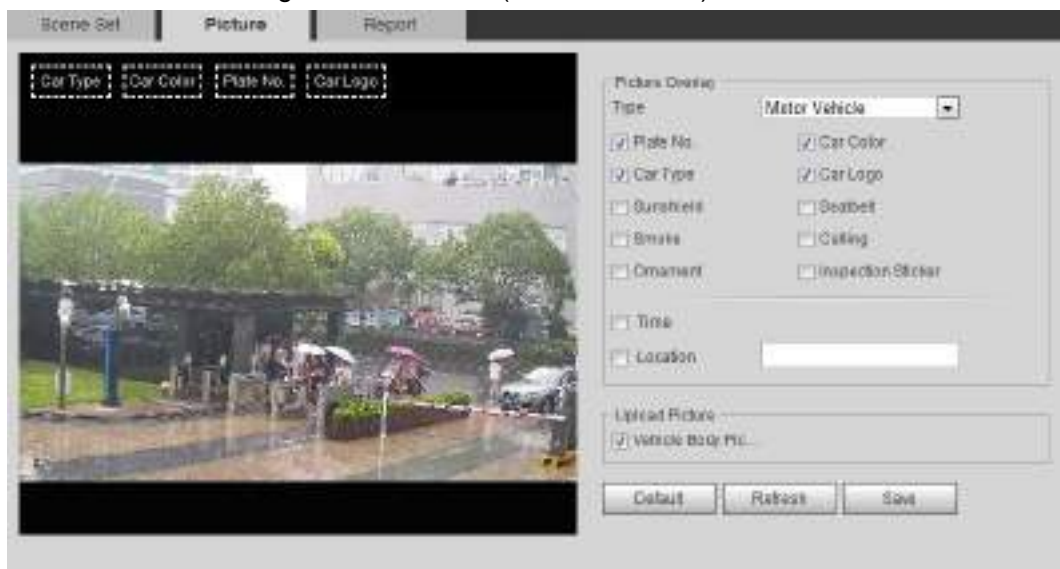 Scene Set Picture Report
Car Type Car Color Plate No. Car Logo
Picture Overlay
Type Motor Vehicle
Plate No. Car Color
Car Type Car Logo
Sunshield Seatbelt
Smoke Calling
Ornament Inspection Sticker
Time
Location
Upload Picture
Vehicle Body Pic...
Default Refresh Save